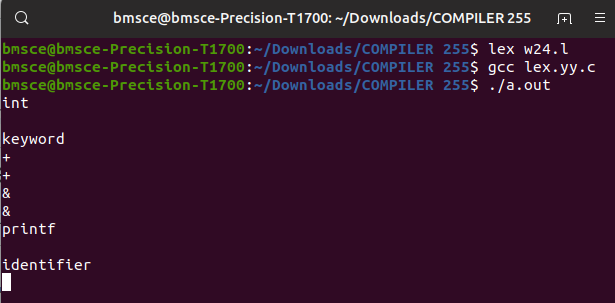 bmsce@bmsce-Precision-T1700: ~/Downloads/COMPILER 255
bmsce@bmsce-Precision-T1700:~/Downloads/COMPILER 255$ lex w24.l
bmsce@bmsce-Precision-T1700:~/Downloads/COMPILER 255$ gcc lex.yy.c
bmsce@bmsce-Precision-T1700:~/Downloads/COMPILER 255$ ./a.out
int
keyword
+
+
&
&
printf
identifier